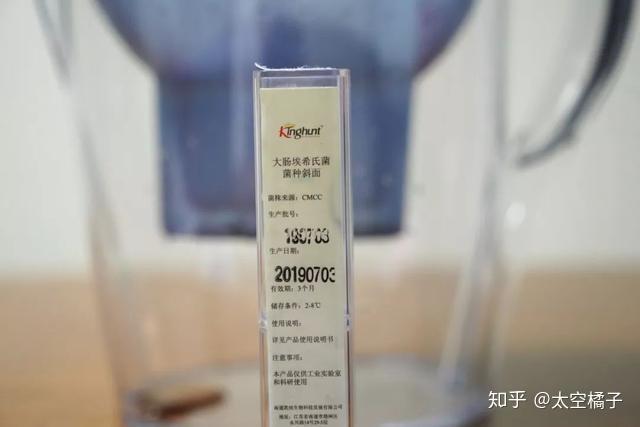 Kinghunt
大肠埃希氏菌
菌种斜面
菌株来源：CMCC
生产批号：
190703
生产日期：
20190703
有效期：3个月
储存条件：2-8℃
使用说明：
详见产品使用说明书
注意事项：
本产品仅供工业实验室
和科研使用
知乎 @太空橘子